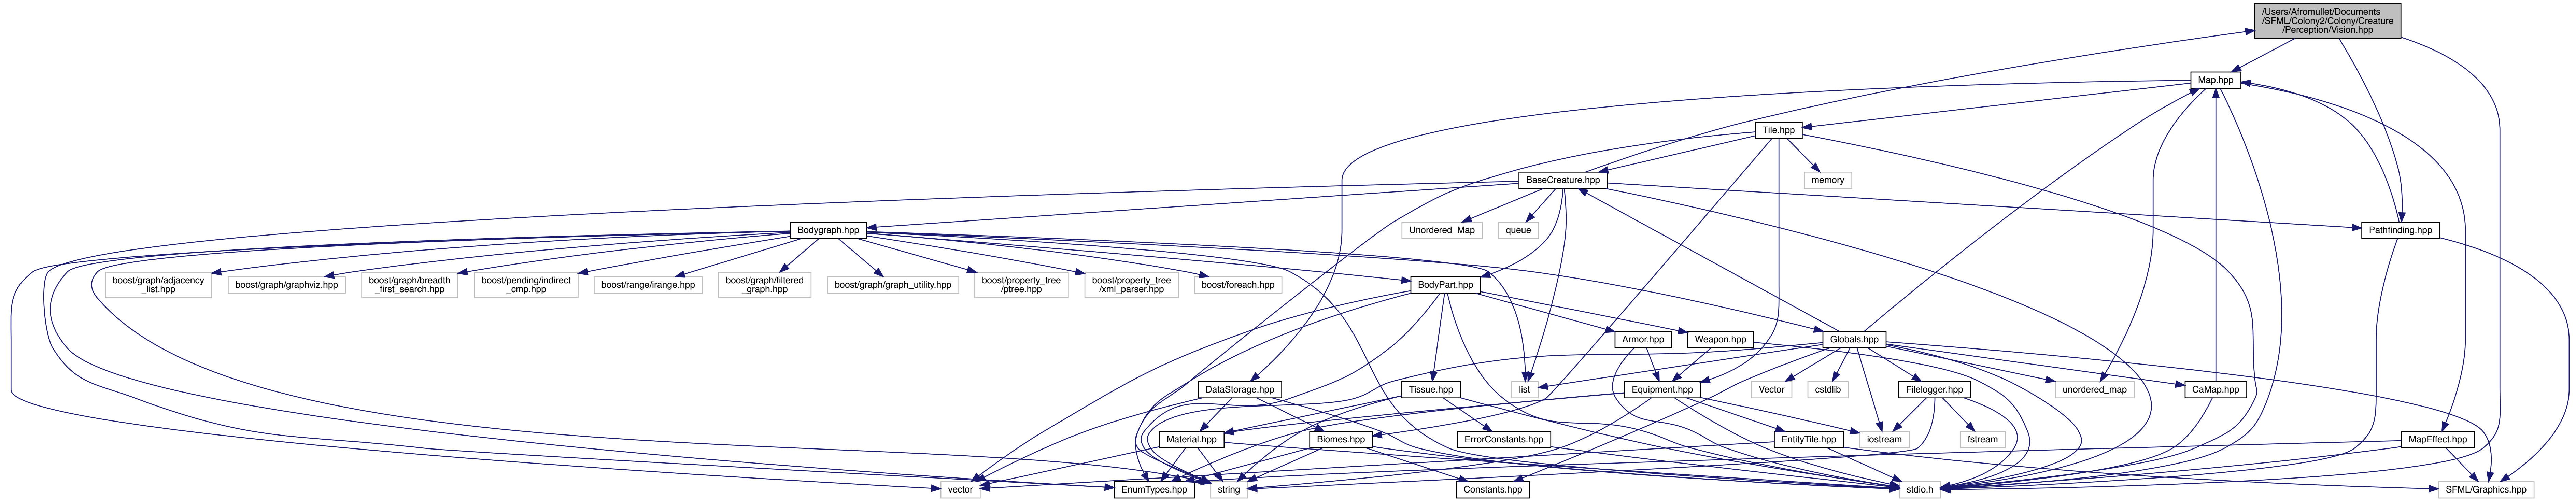 /Users/Afromullet/Documents
/SFML/Colony2/Colony/Creature
/Perception/Vision.hpp
Map.hpp
Tile.hpp
BaseCreature.hpp
memory
Bodygraph.hpp
Unordered_Map
queue
Pathfinding.hpp
boost/graph/adjacency
_list.hpp
boost/graph/graphviz.hpp
boost/graph/breadth
_first_search.hpp
boost/pending/indirect
_cmp.hpp
boost/range/irange.hpp
boost/graph/filtered
_graph.hpp
boost/graph/graph_utility.hpp
boost/property_tree
/ptree.hpp
boost/property_tree
/xml_parser.hpp
boost/foreach.hpp
BodyPart.hpp
Armor.hpp
Weapon.hpp
Globals.hpp
DataStorage.hpp
Tissue.hpp
list
Equipment.hpp
Vector
cstdlib
Filelogger.hpp
unordered_map
CaMap.hpp
Material.hpp
Biomes.hpp
ErrorConstants.hpp
EntityTile.hpp
iostream
fstream
MapEffect.hpp
vector
EnumTypes.hpp
string
Constants.hpp
stdio.h
SFML/Graphics.hpp